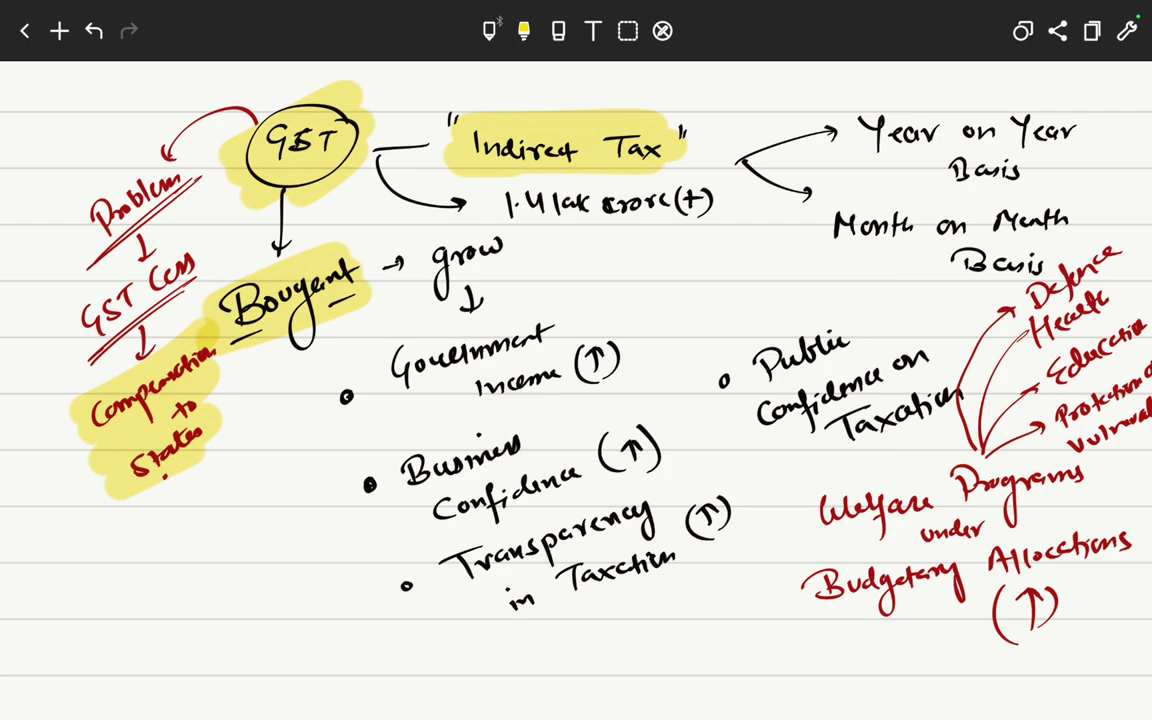 GST
"Indirect Tax"
1.41 lak crore (+)
Year on Year
Basis
Month on Month
Basis
Problem
GST Cess
Compensation
to
States
Bouyant → grow
Government
Income (↑)
Business
Confidence (↑)
Transparency (↑)
in Taxation
Public
Confidence on
Taxation
Defence
Health
Education
Protection
Welfare Programs
under
Budgetary Allocations
(↑)